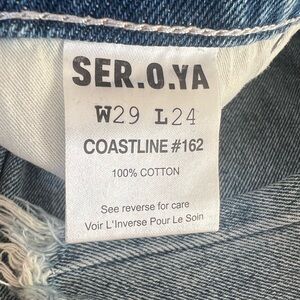 SER.O.YA
W29 L24
COASTLINE #162
100% COTTON
See reverse for care
Voir L'Inverse Pour Le Soin